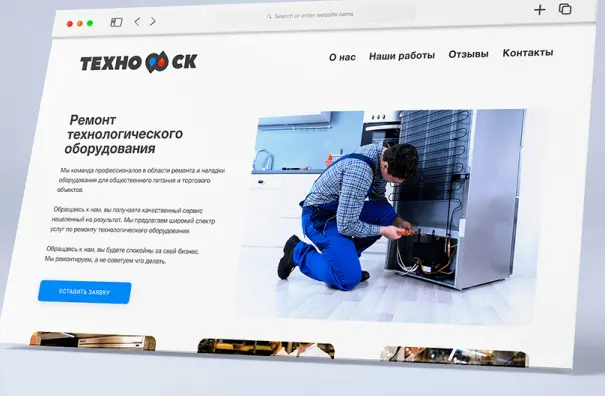 Search or enter website name
ТЕХНО СК
О нас Наши работы Отзывы Контакты
Ремонт
технологического
оборудования
Мы команда профессионалов в области ремонта и наладки
оборудования для общественного питания и торгового
объектов.
Обращаясь к нам, вы получаете качественный сервис
нацеленный на результат. Мы предлагаем широкий спектр
услуг по ремонту технологического оборудования.
Обращаясь к нам, вы будете спокойны за свой бизнес.
Мы ремонтируем, а не советуем что делать.
ОСТАВИТЬ ЗАЯВКУ